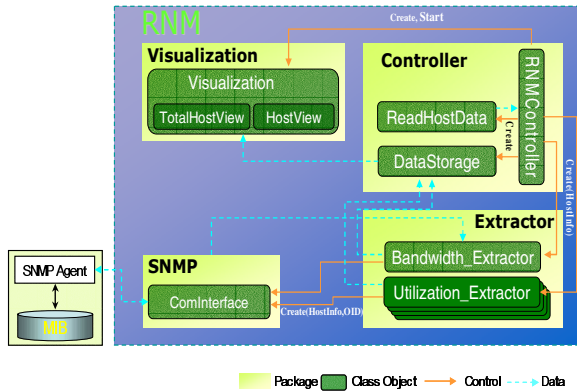 RNM
Create, Start
Visualization
Visualization
TotalHostView
HostView
Controller
ReadHostData
RNMController
Create
DataStorage
Create(HostInfo)
Extractor
Bandwidth_Extractor
Utilization_Extractor
SNMP
ComInterface
Create(HostInfo,OID)
SNMP Agent
MIB
Package
Class Object
Control
Data